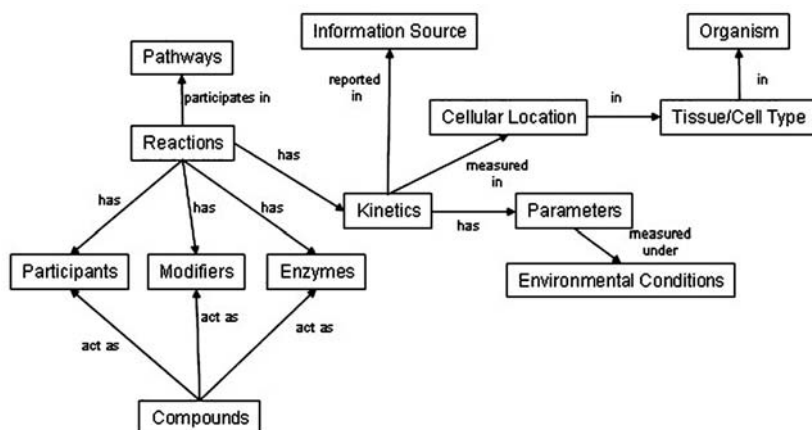 Information Source
Organism
Pathways
reported
in
in
participates in
Cellular Location
in
Tissue/Cell Type
Reactions
has
measured
in
has
has
has
Kinetics
has
Parameters
measured
under
Participants
Modifiers
Enzymes
Environmental Conditions
act as
act as
act as
Compounds